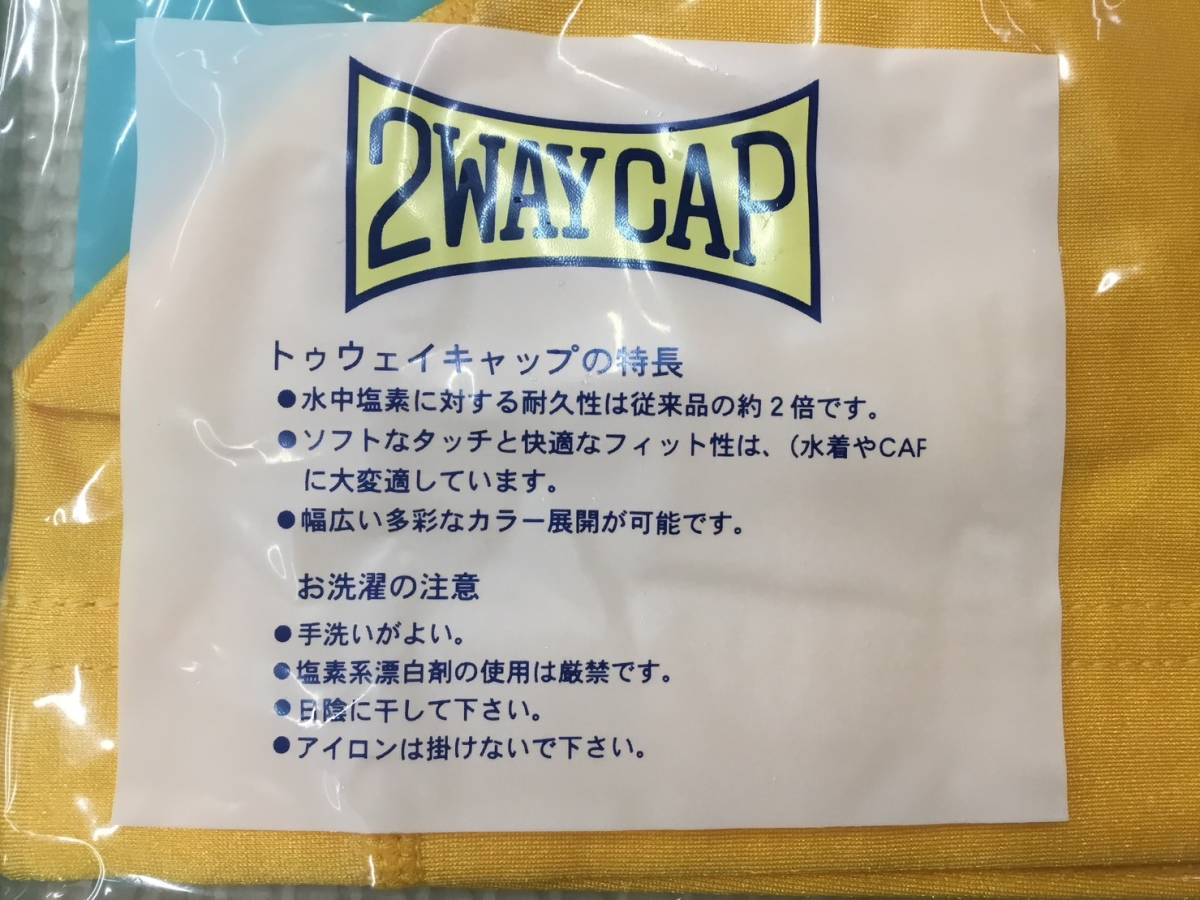 2WAY CAP
トゥウェイキャップの特長
●水中塩素に対する耐久性は従来品の約2倍です。
●ソフトなタッチと快適なフィット性は、(水着やCAP
に大変適しています。
●幅広い多彩なカラー展開が可能です。
お洗濯の注意
●手洗いがよい。
●塩素系漂白剤の使用は厳禁です。
●日陰に干して下さい。
●アイロンは掛けないで下さい。